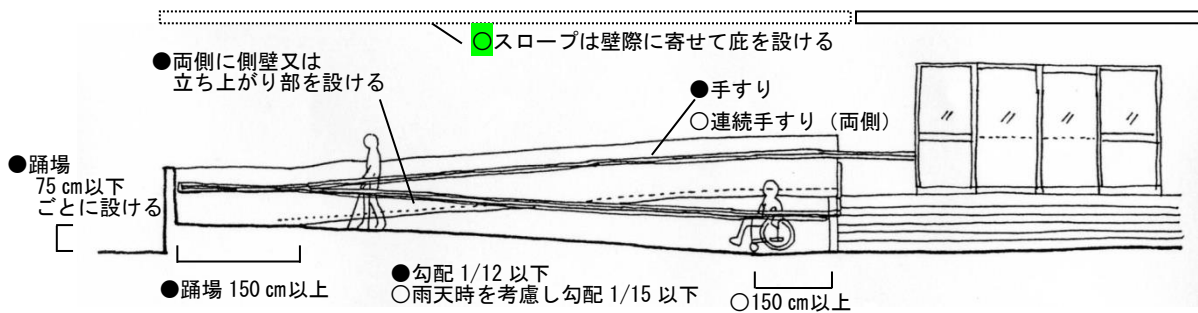 ○スロープは壁際に寄せて庇を設ける
●両側に側壁又は
立ち上がり部を設ける
●手すり
○連続手すり（両側）
●踊場
75 cm以下
ごとに設ける
●踊場 150 cm以上
●勾配 1/12 以下
○雨天時を考慮し勾配 1/15 以下
○150 cm以上